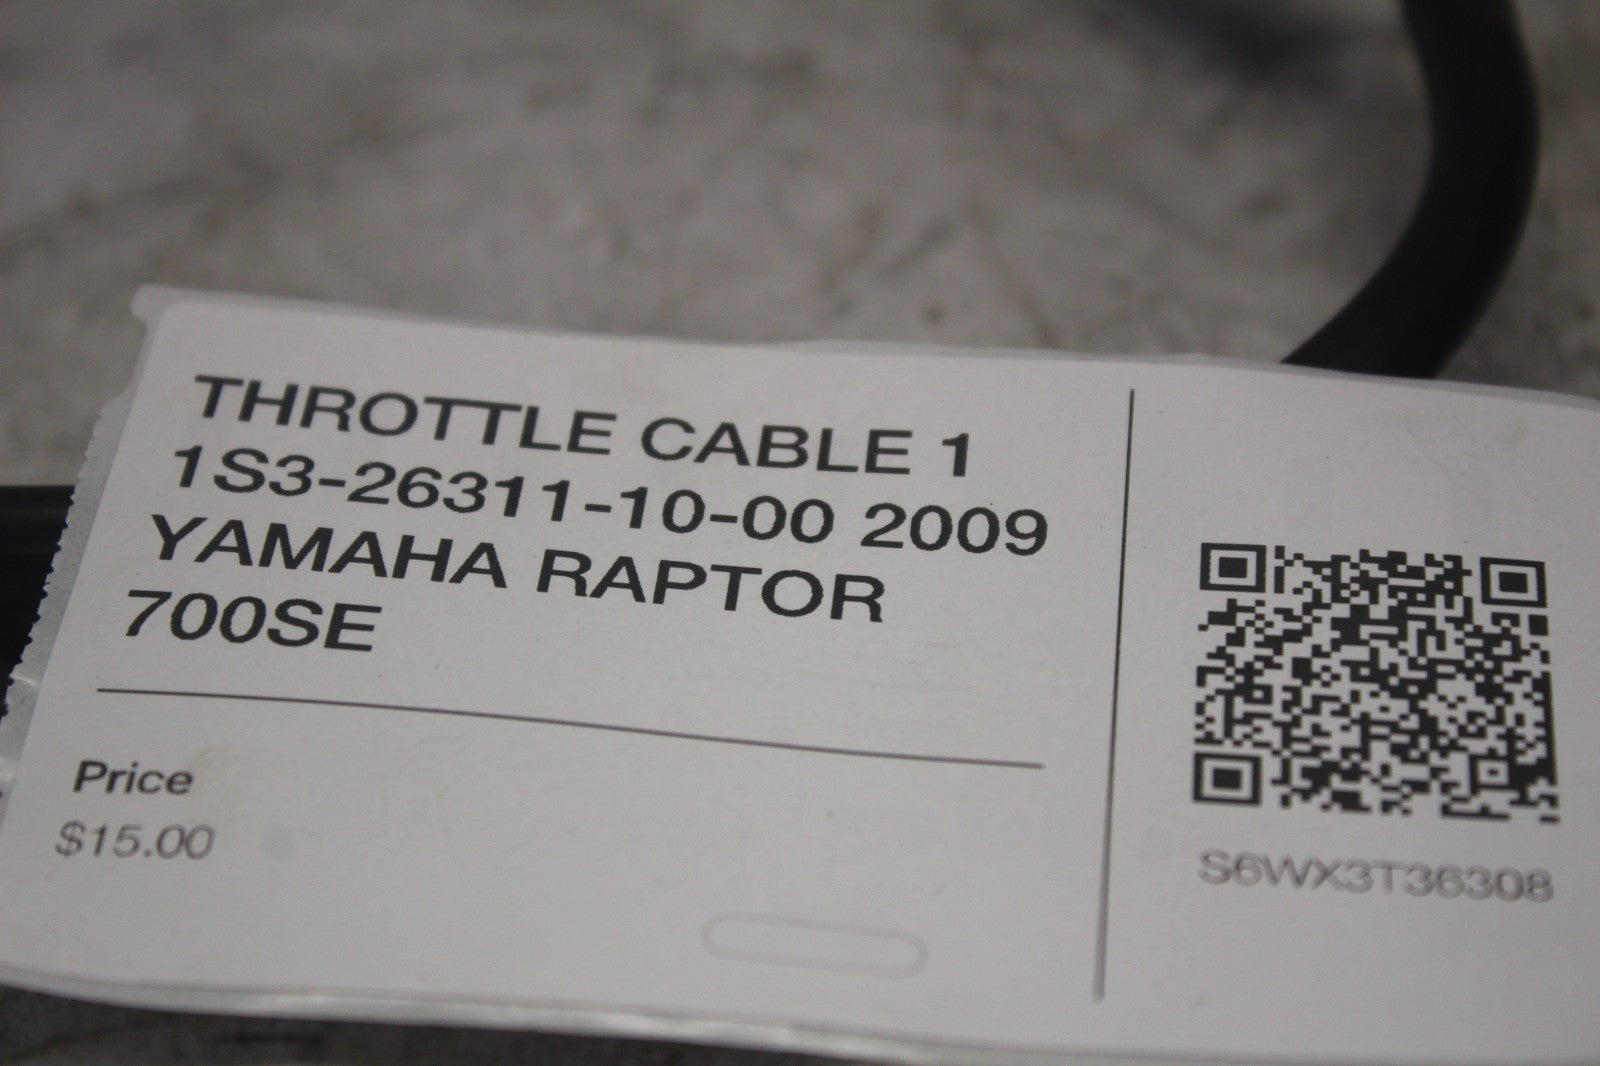 THROTTLE CABLE 1
1S3-26311-10-00 2009
YAMAHA RAPTOR
700SE
Price
$15.00
S6WX3T36308